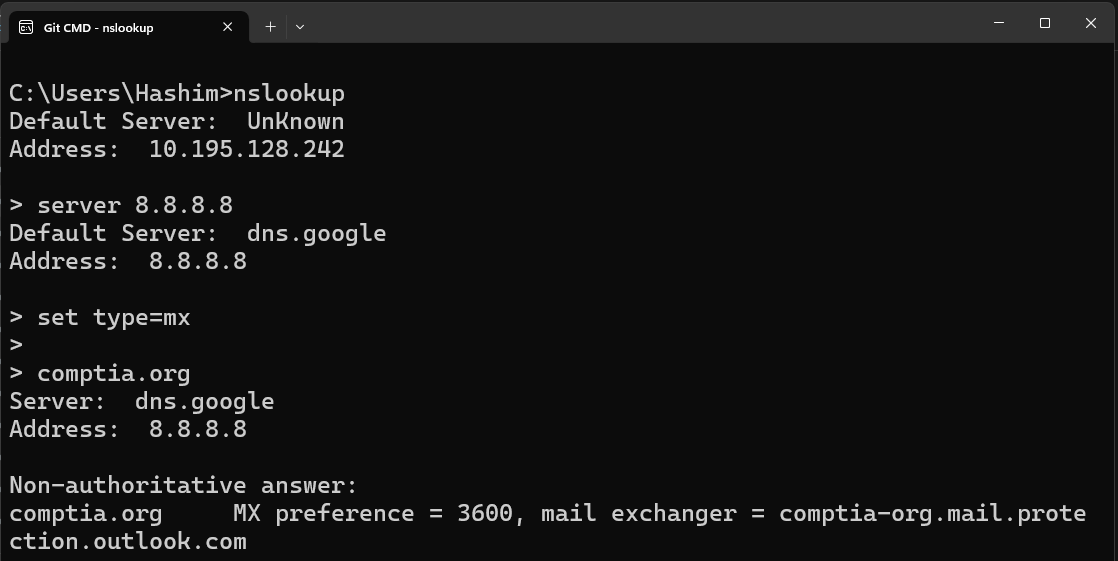 Git CMD - nslookup
C:\Users\Hashim>nslookup
Default Server:  UnKnown
Address:  10.195.128.242
> server 8.8.8.8
Default Server:  dns.google
Address:  8.8.8.8
> set type=mx
>
> comptia.org
Server:  dns.google
Address:  8.8.8.8
Non-authoritative answer:
comptia.org     MX preference = 3600, mail exchanger = comptia-org.mail.prote
ction.outlook.com